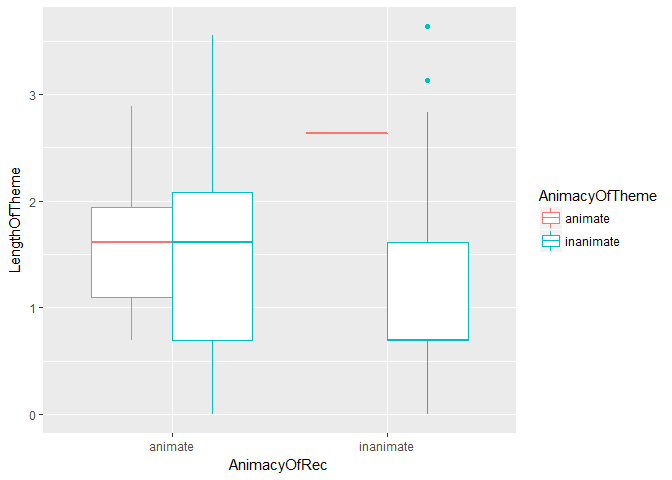 LengthOfTheme
3
2
1
0
animate
inanimate
AnimacyOfRec
AnimacyOfTheme
animate
inanimate